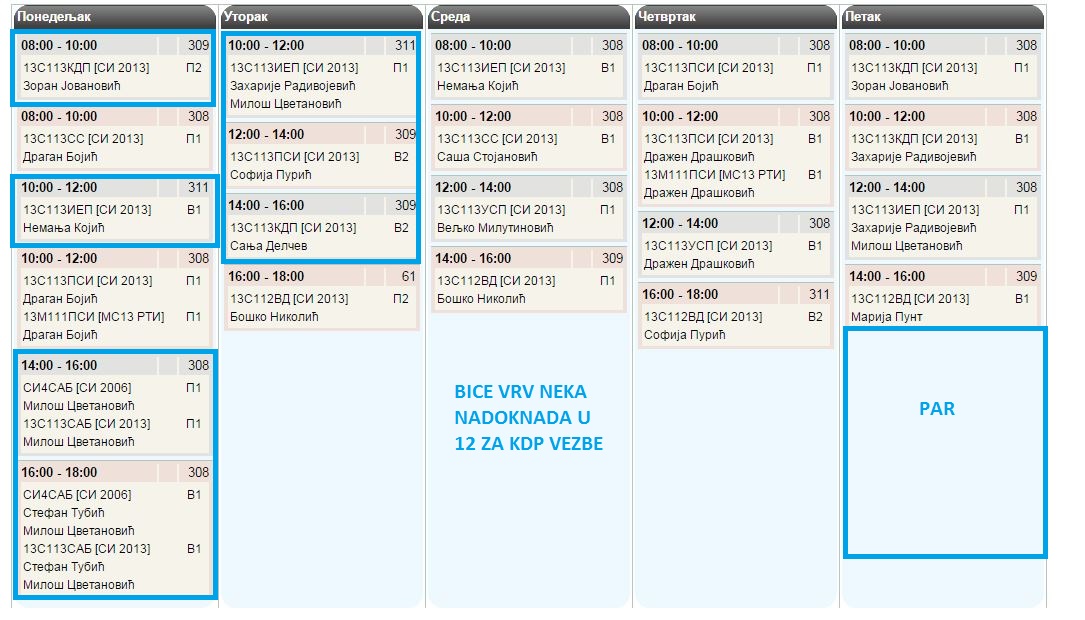 Понедељак
08:00 - 10:00 309
13С113КДП [СИ 2013] П2
Зоран Јовановић
08:00 - 10:00 308
13С113СС [СИ 2013] П1
Драган Бојић
10:00 - 12:00 311
13С113ИЕП [СИ 2013] В1
Немања Којић
10:00 - 12:00 308
13С113ПСИ [СИ 2013] П1
Драган Бојић
13М111ПСИ [МС13 РТИ] П1
Драган Бојић
14:00 - 16:00 308
СИ4САБ [СИ 2006] П1
Милош Цветановић
13С113САБ [СИ 2013] П1
Милош Цветановић
16:00 - 18:00 308
СИ4САБ [СИ 2006] В1
Стефан Тубић
Милош Цветановић
13С113САБ [СИ 2013] В1
Стефан Тубић
Милош Цветановић
Уторак
10:00 - 12:00 311
13С113ИЕП [СИ 2013] П1
Захарије Радивојевић
Милош Цветановић
12:00 - 14:00 309
13С113ПСИ [СИ 2013] В2
Софија Пурић
14:00 - 16:00 309
13С113КДП [СИ 2013] В2
Сања Делчев
16:00 - 18:00 61
13С112ВД [СИ 2013] П2
Бошко Николић
Среда
08:00 - 10:00 308
13С113ИЕП [СИ 2013] В1
Немања Којић
10:00 - 12:00 308
13С113СС [СИ 2013] В1
Саша Стојановић
12:00 - 14:00 308
13С113УСП [СИ 2013] П1
Вељко Милутиновић
14:00 - 16:00 309
13С112ВД [СИ 2013] П1
Бошко Николић
BICE VRV NEKA
NADOKNADA U
12 ZA KDP VEZBE
Четвртак
08:00 - 10:00 308
13С113ПСИ [СИ 2013] П1
Драган Бојић
10:00 - 12:00 308
13С113ПСИ [СИ 2013] В1
Дражен Драшковић
13М111ПСИ [МС13 РТИ] В1
Дражен Драшковић
12:00 - 14:00 308
13С113УСП [СИ 2013] В1
Дражен Драшковић
16:00 - 18:00 311
13С112ВД [СИ 2013] В2
Софија Пурић
Петак
08:00 - 10:00 308
13С113КДП [СИ 2013] П1
Зоран Јовановић
10:00 - 12:00 308
13С113КДП [СИ 2013] В1
Захарије Радивојевић
12:00 - 14:00 308
13С113ИЕП [СИ 2013] П1
Захарије Радивојевић
Милош Цветановић
14:00 - 16:00 309
13С112ВД [СИ 2013] В1
Марија Пунт
PAR